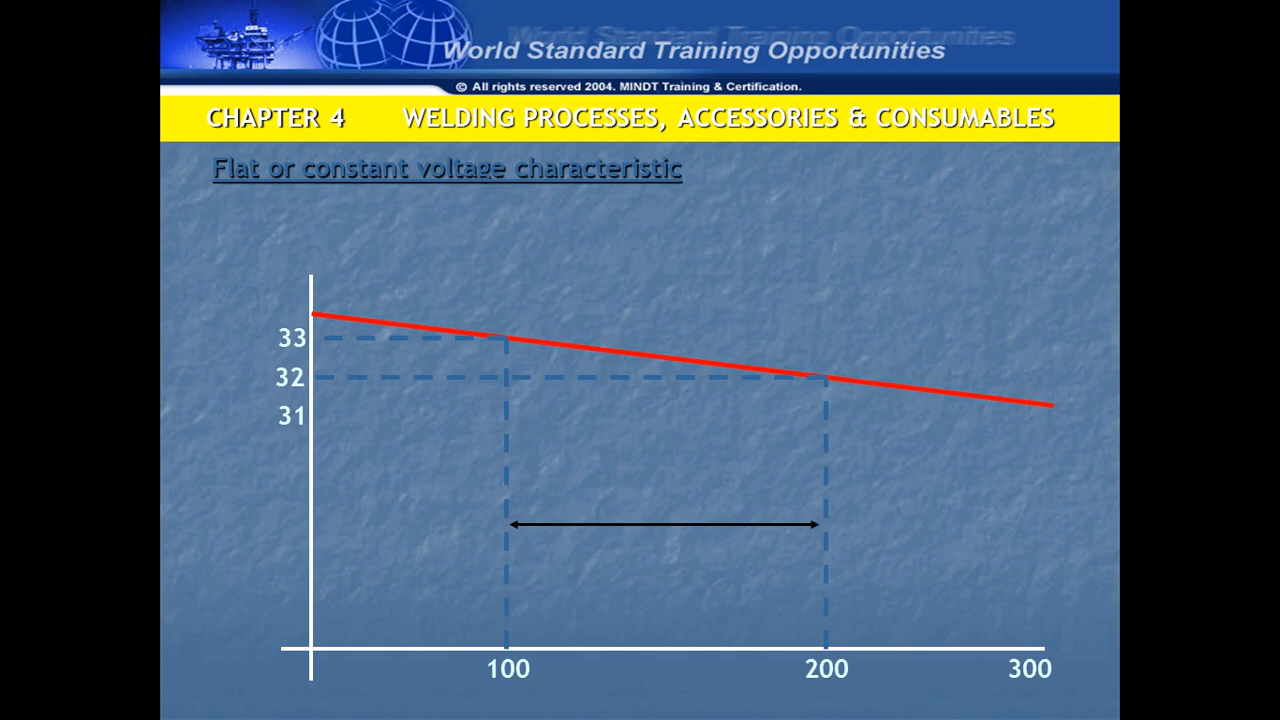 World Standard Training Opportunities
© All rights reserved 2004. MINDT Training & Certification.
CHAPTER 4 WELDING PROCESSES, ACCESSORIES & CONSUMABLES
Flat or constant voltage characteristic
33
32
31
100 200 300